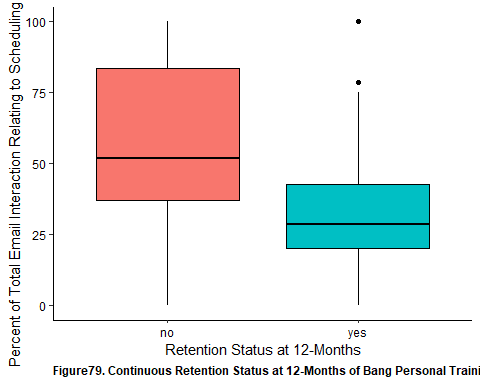 Percent of Total Email Interaction Relating to Scheduling
100
75
50
25
0
no yes
Retention Status at 12-Months
Figure79. Continuous Retention Status at 12-Months of Bang Personal Traini